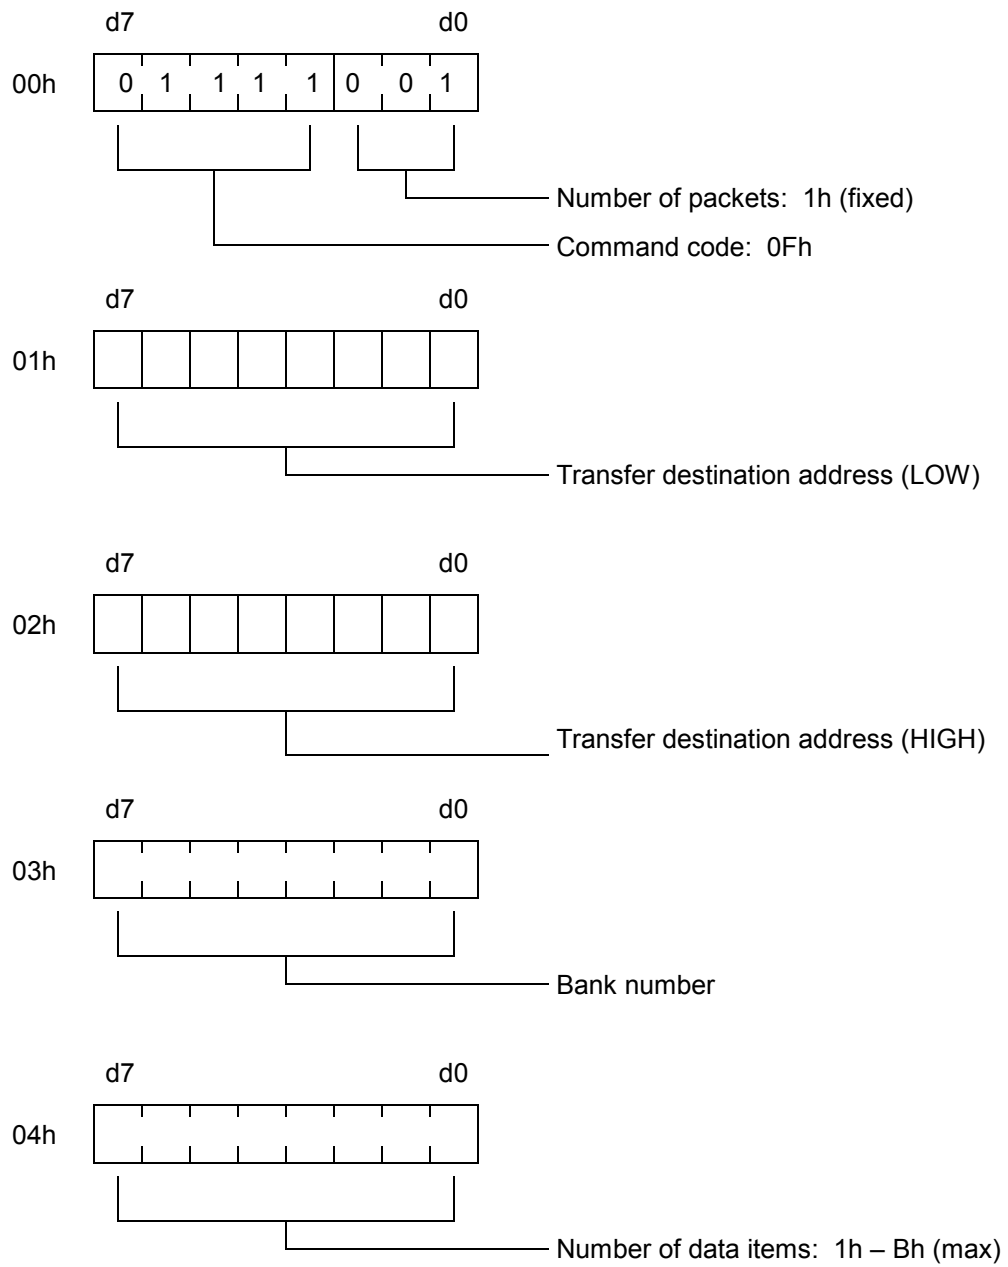 d7 d0
00h 0 1 1 1 1 0 0 1
Number of packets: 1h (fixed)
Command code: 0Fh
d7 d0
01h
Transfer destination address (LOW)
d7 d0
02h
Transfer destination address (HIGH)
d7 d0
03h
Bank number
d7 d0
04h
Number of data items: 1h – Bh (max)